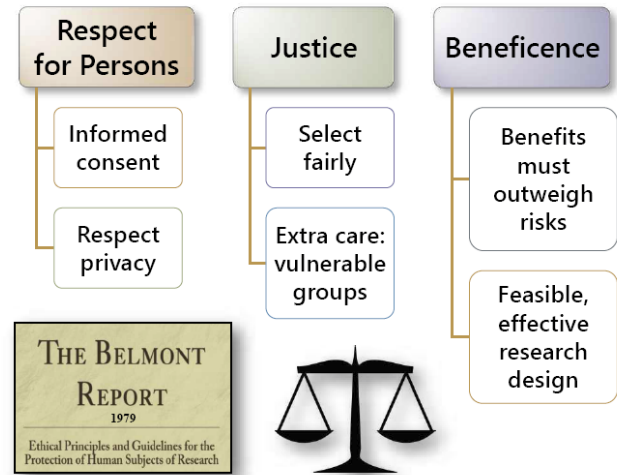 Respect
for Persons
Informed
consent
Respect
privacy
Justice
Select
fairly
Extra care:
vulnerable
groups
Beneficence
Benefits
must
outweigh
risks
Feasible,
effective
research
design
THE BELMONT
REPORT
1979
Ethical Principles and Guidelines for the
Protection of Human Subjects of Research